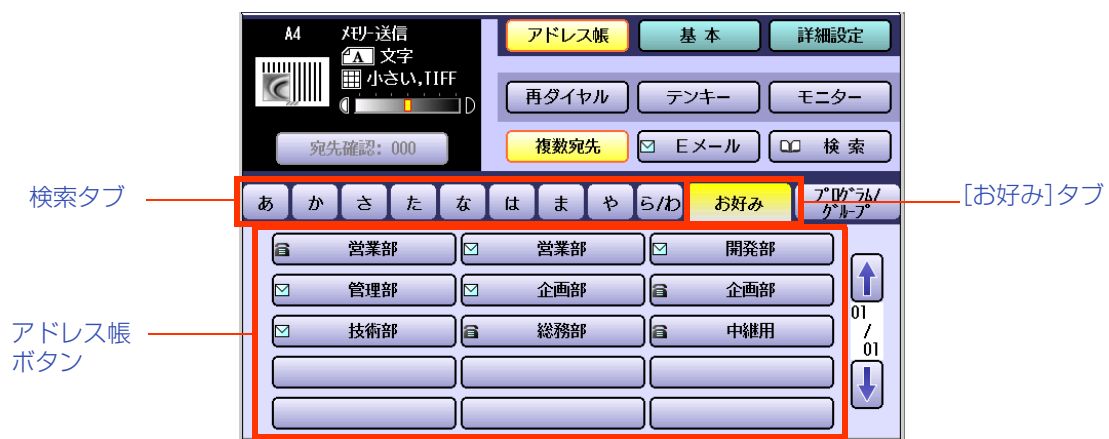 A4 メモリー送信
A 文字
小さい,TIFF
D
宛先確認: 000
アドレス帳 基本 詳細設定
再ダイヤル テンキー モニター
複数宛先 Eメール 検索
検索タブ
あ か さ た な は ま や ら/わ お好み プログラム/
グループ
[お好み]タブ
営業部 営業部 開発部
管理部 企画部 企画部
技術部 総務部 中継用
01
/
01
アドレス帳
ボタン